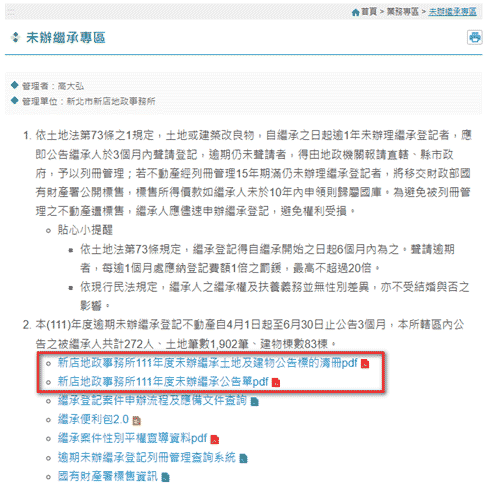 首頁 > 業務專區 > 未辦繼承專區
未辦繼承專區
管理者：高大弘
管理單位：新北市新店地政事務所
1. 依土地法第73條之1規定，土地或建築改良物，自繼承之日起逾1年未辦理繼承登記者，應
即公告繼承人於3個月內聲請登記，逾期仍未聲請者，得由地政機關報請直轄、縣市政
府，予以列冊管理；若不動產經列冊管理15年期滿仍未辦理繼承登記者，將移交財政部國
有財產署公開標售，標售所得價款如繼承人未於10年內申領則歸屬國庫。為避免被列冊管
理之不動產遭標售，繼承人應儘速申辦繼承登記，避免權利受損。
貼心小提醒
依土地法第73條規定，繼承登記得自繼承開始之日起6個月內為之。聲請逾期
者，每逾1個月處應納登記費額1倍之罰鍰，最高不超過20倍。
依現行民法規定，繼承人之繼承權及扶養義務並無性別差異，亦不受結婚與否之
影響。
2. 本(111)年度逾期未辦繼承登記不動產自4月1日起至6月30日止公告3個月，本所轄區內公
告之被繼承人共計272人、土地筆數1,902筆、建物棟數83棟。
新店地政事務所111年度未辦繼承土地及建物公告標的清冊pdf
新店地政事務所111年度未辦繼承公告單pdf
繼承登記案件申辦流程及應備文件查詢
繼承便利包2.0
繼承案件性別平權宣導資料pdf
逾期未辦繼承登記列冊管理查詢系統
國有財產署標售資訊